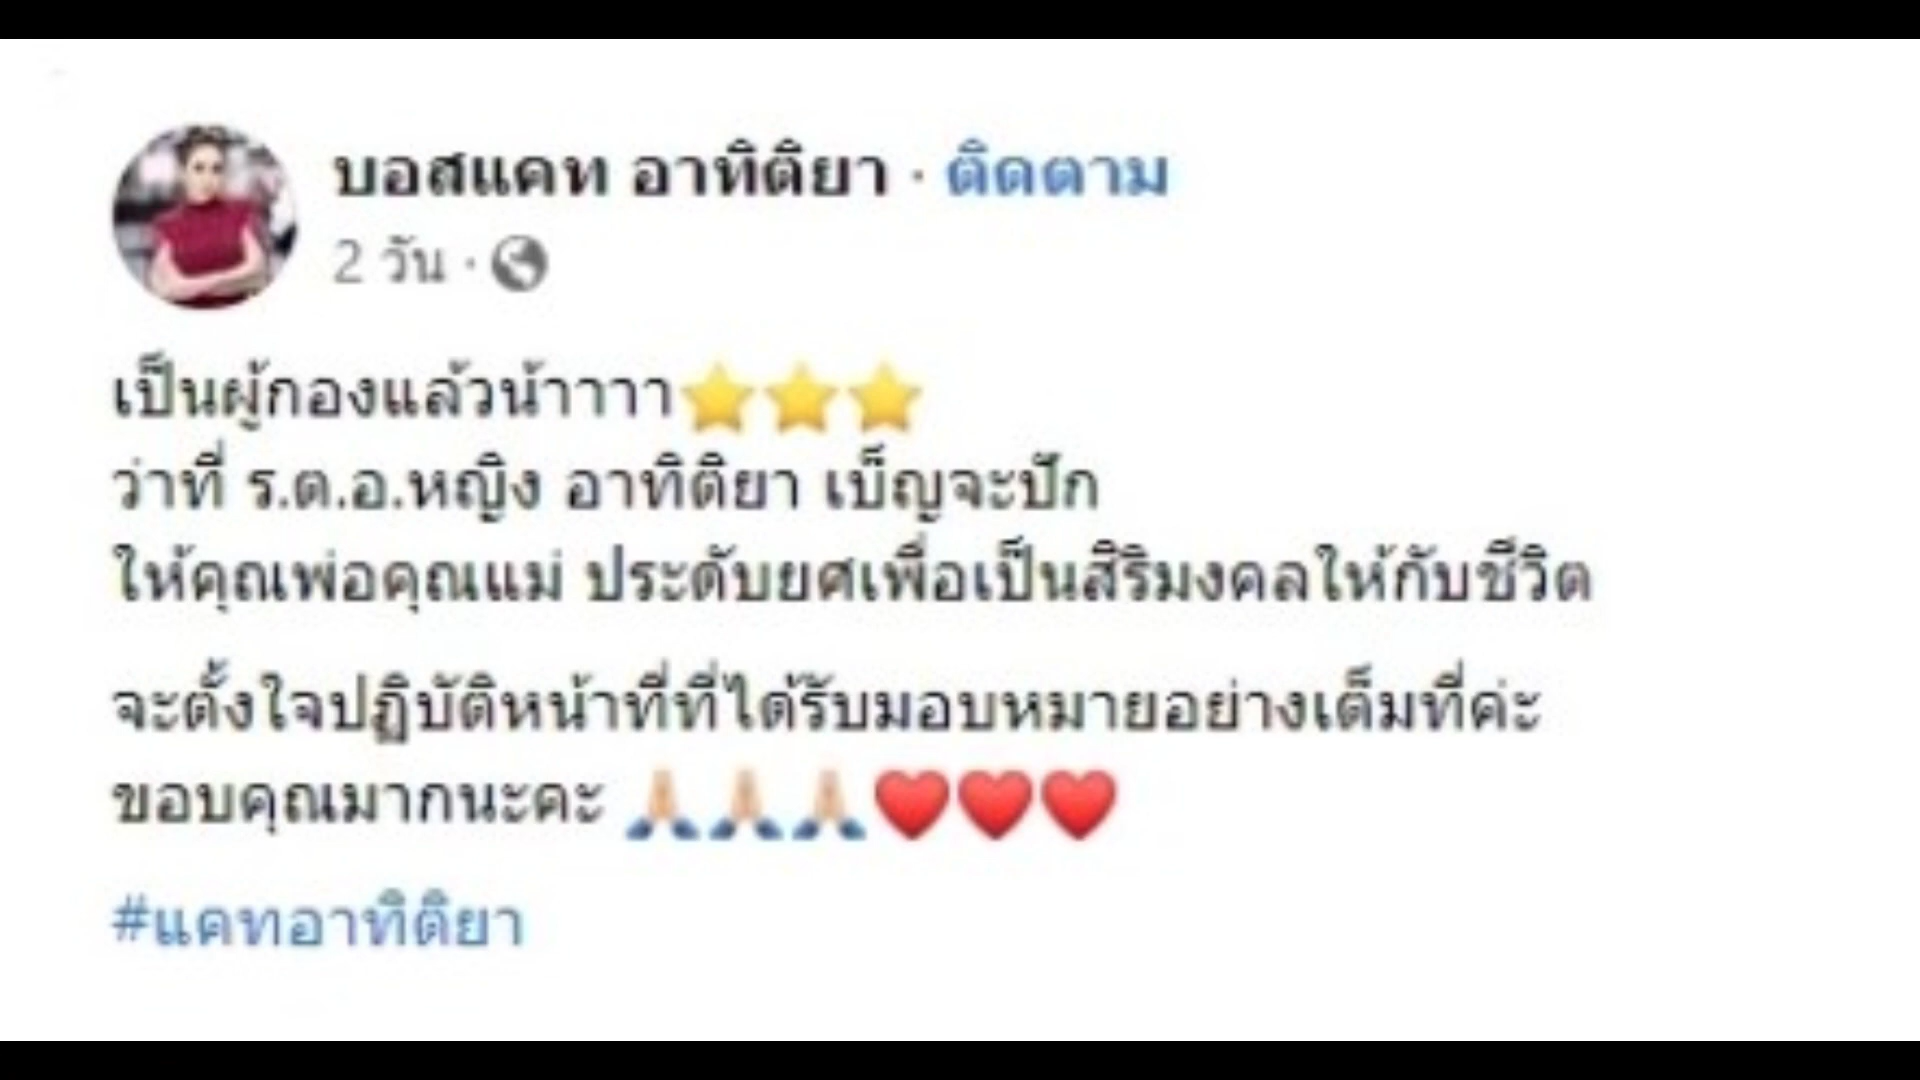 บอสแคท อาทิติยา · ติดตาม
2 วัน ·
เป็นผู้กองแล้วน้าาาา⭐⭐⭐
ว่าที่ ร.ต.อ.หญิง อาทิติยา เบ็ญจะปัก
ให้คุณพ่อคุณแม่ ประดับยศเพื่อเป็นสิริมงคลให้กับชีวิต
จะตั้งใจปฏิบัติหน้าที่ที่ได้รับมอบหมายอย่างเต็มที่ค่ะ
ขอบคุณมากนะคะ 🙏🏻🙏🏻🙏🏻❤️❤️❤️
#แคทอาทิติยา